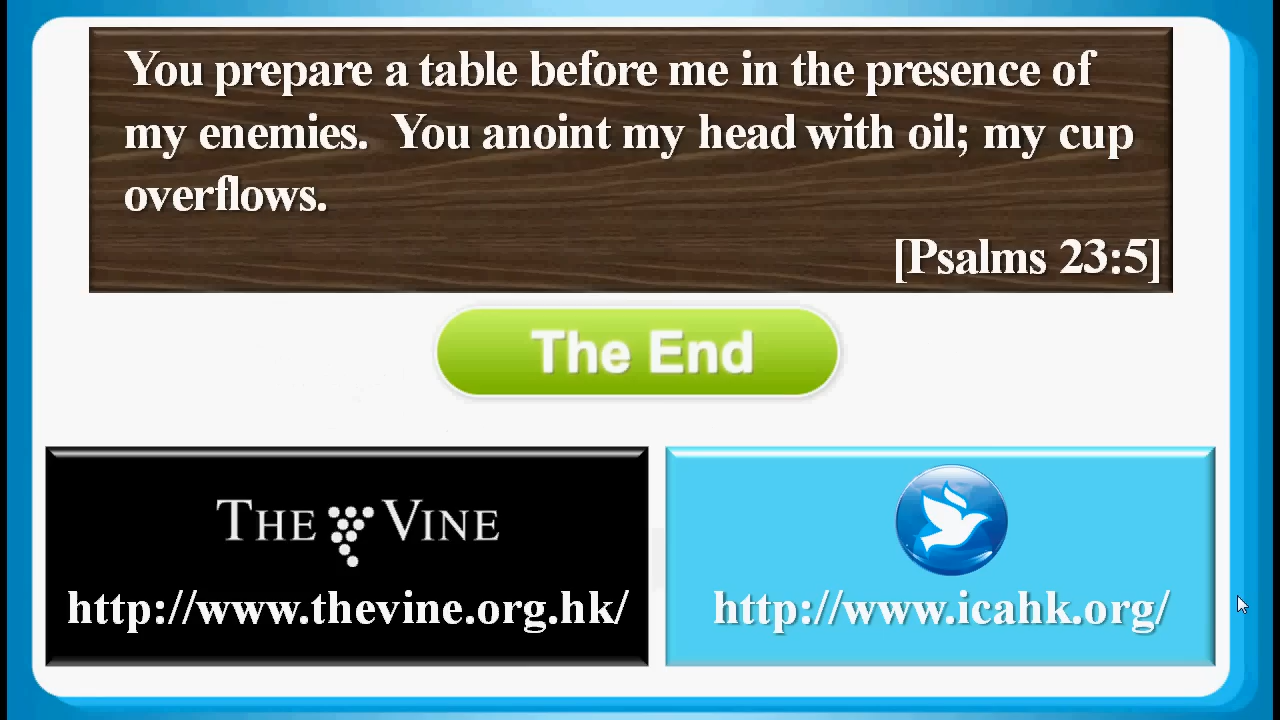 You prepare a table before me in the presence of
my enemies.  You anoint my head with oil; my cup
overflows.
[Psalms 23:5]
The End
THE VINE
http://www.thevine.org.hk/
http://www.icahk.org/